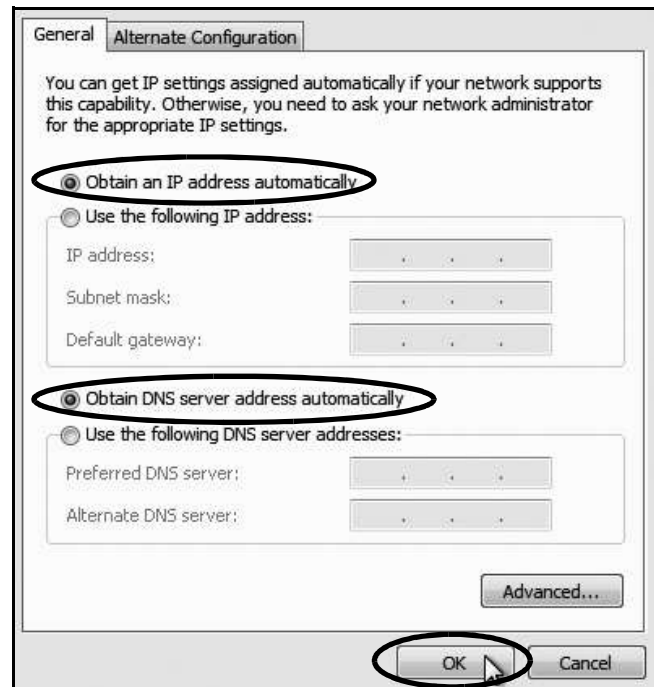 General Alternate Configuration
You can get IP settings assigned automatically if your network supports
this capability. Otherwise, you need to ask your network administrator
for the appropriate IP settings.
Obtain an IP address automatically
Use the following IP address:
IP address: . . .
Subnet mask: . . .
Default gateway: . . .
Obtain DNS server address automatically
Use the following DNS server addresses:
Preferred DNS server: . . .
Alternate DNS server: . . .
Advanced...
OK Cancel